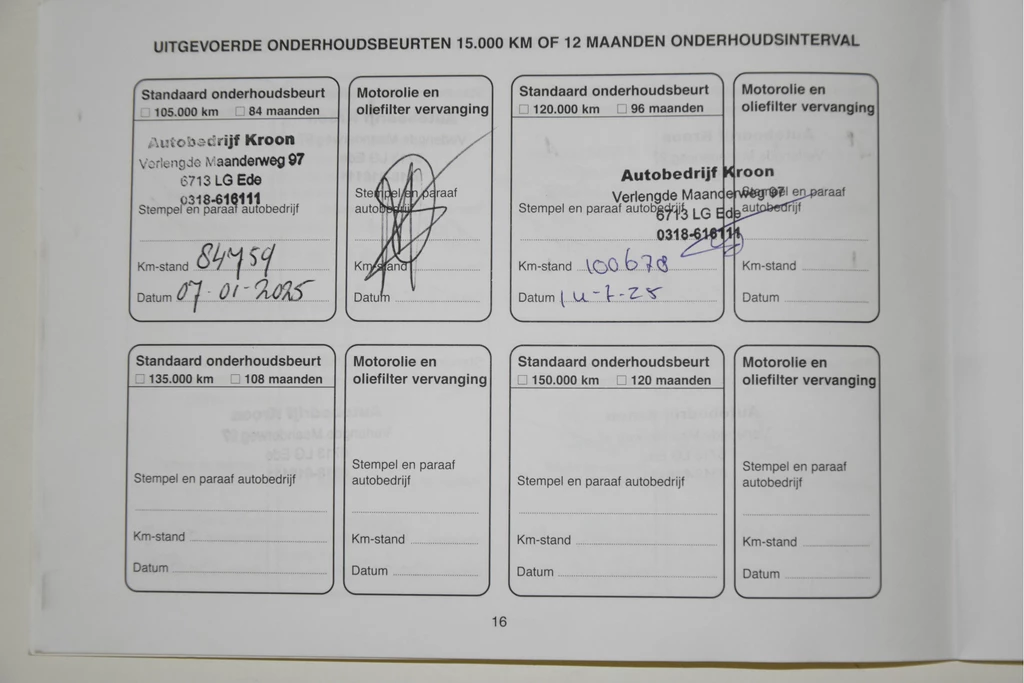 UITGEVOERDE ONDERHOUDSBEURTEN 15.000 KM OF 12 MAANDEN ONDERHOUDSINTERVAL
Standaard onderhoudsbeurt
☐ 105.000 km ☐ 84 maanden
Autobedrijf Kroon
Verlengde Maanderweg 97
6713 LG Ede
0318-616111
Stempel en paraaf autobedrijf
Km-stand 84759
Datum 07-01-2025
Motorolie en
oliefilter vervanging
Stempel en paraaf
autobedrijf
Km-stand
Datum
Standaard onderhoudsbeurt
☐ 120.000 km ☐ 96 maanden
Autobedrijf Kroon
Verlengde Maanderweg 97
Stempel en paraaf autobedrijf
6713 LG Ede
0318-616111
Km-stand 100678
Datum 14-7-25
Motorolie en
oliefilter vervanging
Stempel en paraaf
autobedrijf
Km-stand
Datum
Standaard onderhoudsbeurt
☐ 135.000 km ☐ 108 maanden
Stempel en paraaf autobedrijf
Km-stand
Datum
Motorolie en
oliefilter vervanging
Stempel en paraaf
autobedrijf
Km-stand
Datum
Standaard onderhoudsbeurt
☐ 150.000 km ☐ 120 maanden
Stempel en paraaf autobedrijf
Km-stand
Datum
Motorolie en
oliefilter vervanging
Stempel en paraaf
autobedrijf
Km-stand
Datum
16